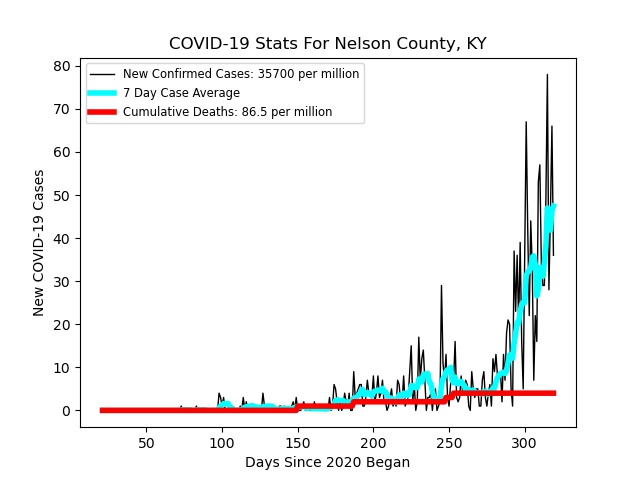 COVID-19 Stats For Nelson County, KY
New Confirmed Cases: 35700 per million
7 Day Case Average
Cumulative Deaths: 86.5 per million
New COVID-19 Cases
80
70
60
50
40
30
20
10
0
50 100 150 200 250 300
Days Since 2020 Began